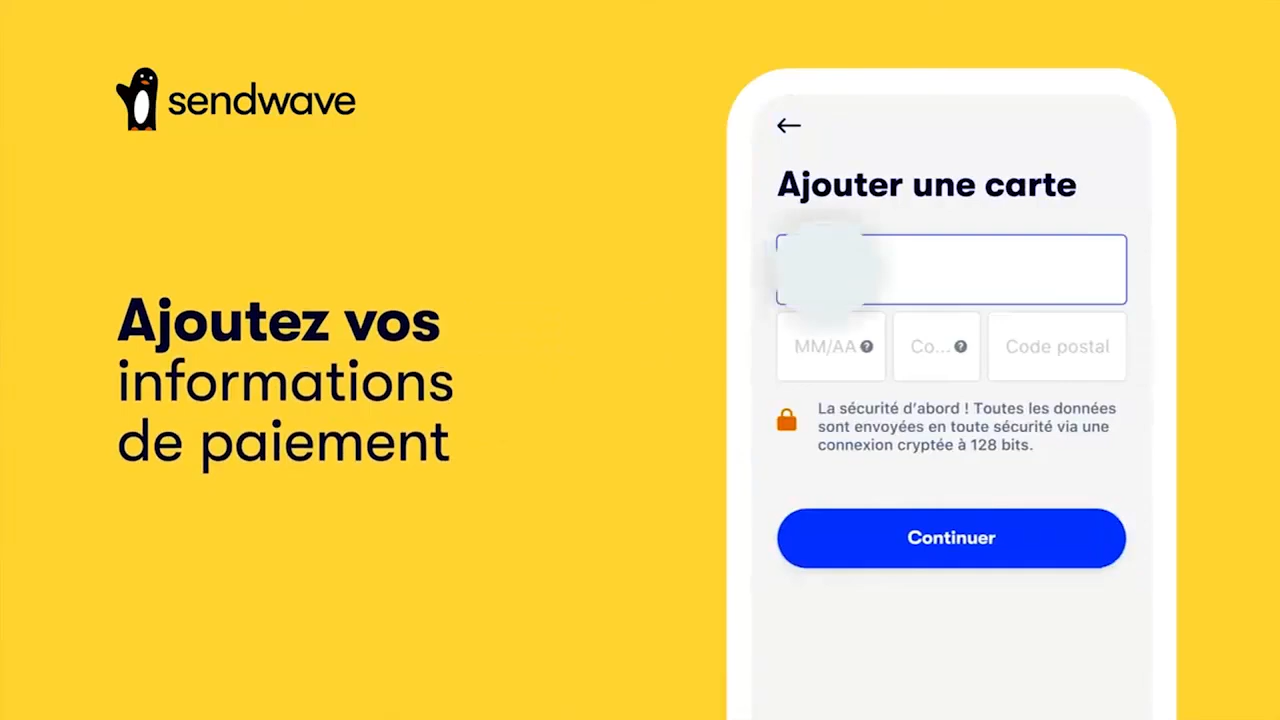 sendwave
Ajoutez vos
informations
de paiement
Ajouter une carte
MM/AA
Co...
Code postal
La sécurité d'abord ! Toutes les données
sont envoyées en toute sécurité via une
connexion cryptée à 128 bits.
Continuer